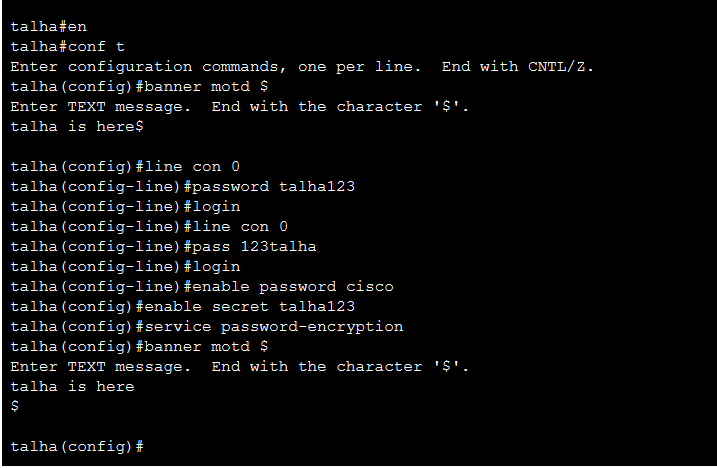 talha#en
talha#conf t
Enter configuration commands, one per line.  End with CNTL/Z.
talha(config)#banner motd $
Enter TEXT message.  End with the character '$'.
talha is here$
talha(config)#line con 0
talha(config-line)#password talha123
talha(config-line)#login
talha(config-line)#line con 0
talha(config-line)#pass 123talha
talha(config-line)#login
talha(config-line)#enable password cisco
talha(config)#enable secret talha123
talha(config)#service password-encryption
talha(config)#banner motd $
Enter TEXT message.  End with the character '$'.
talha is here
$
talha(config)#